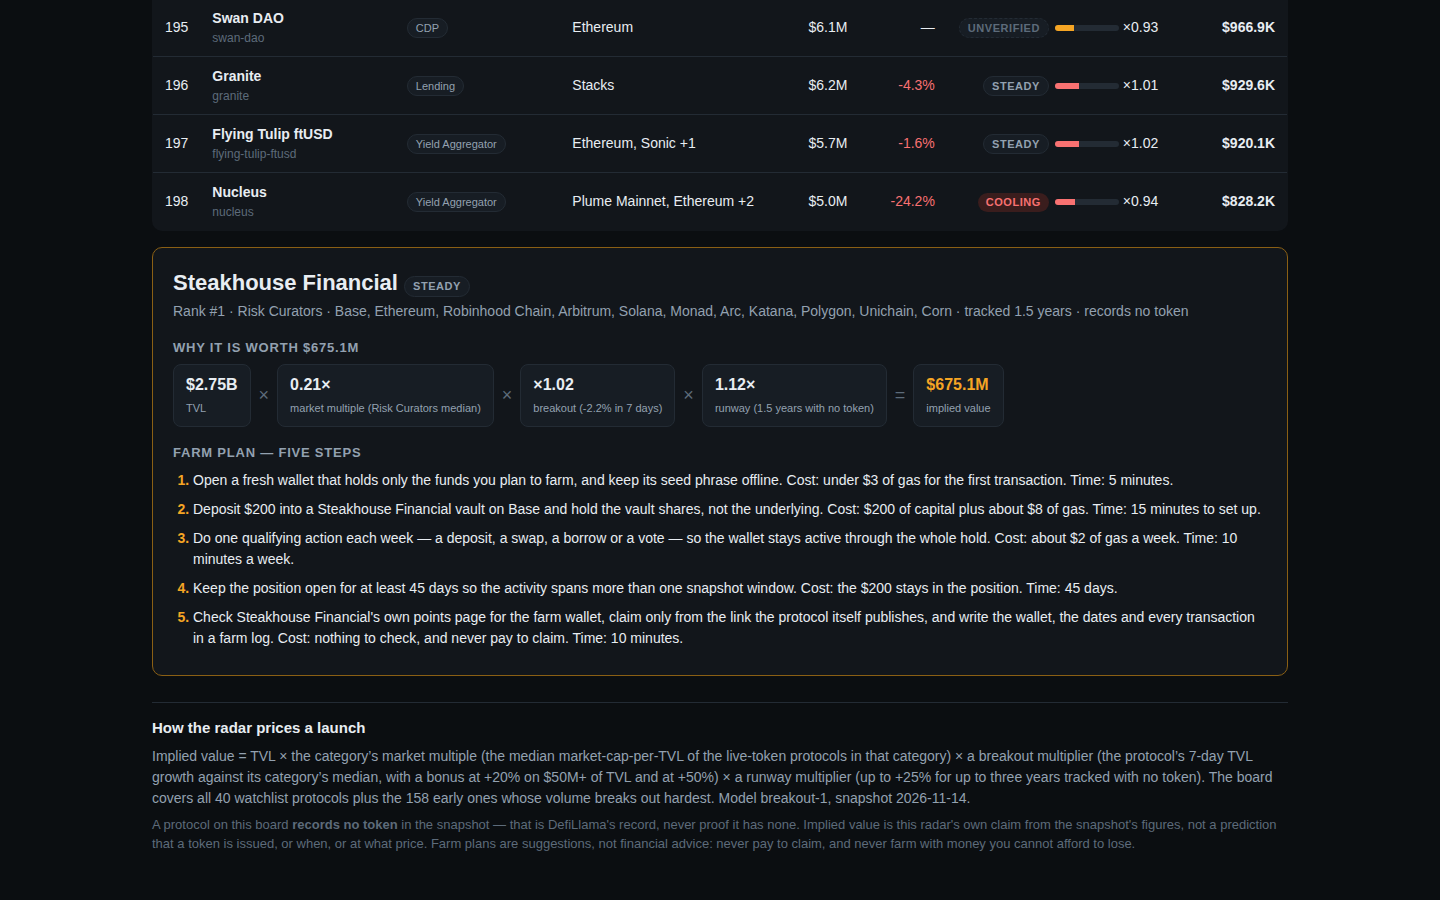 195 Swan DAO CDP Ethereum $6.1M — UNVERIFIED ×0.93 $966.9K
swan-dao
196 Granite Lending Stacks $6.2M -4.3% STEADY ×1.01 $929.6K
granite
197 Flying Tulip ftUSD Yield Aggregator Ethereum, Sonic +1 $5.7M -1.6% STEADY ×1.02 $920.1K
flying-tulip-ftusd
198 Nucleus Yield Aggregator Plume Mainnet, Ethereum +2 $5.0M -24.2% COOLING ×0.94 $828.2K
nucleus
Steakhouse Financial STEADY
Rank #1 · Risk Curators · Base, Ethereum, Robinhood Chain, Arbitrum, Solana, Monad, Arc, Katana, Polygon, Unichain, Corn · tracked 1.5 years · records no token
WHY IT IS WORTH $675.1M
$2.75B × 0.21× × ×1.02 × 1.12× = $675.1M
TVL market multiple (Risk Curators median) breakout (-2.2% in 7 days) runway (1.5 years with no token) implied value
FARM PLAN — FIVE STEPS
1. Open a fresh wallet that holds only the funds you plan to farm, and keep its seed phrase offline. Cost: under $3 of gas for the first transaction. Time: 5 minutes.
2. Deposit $200 into a Steakhouse Financial vault on Base and hold the vault shares, not the underlying. Cost: $200 of capital plus about $8 of gas. Time: 15 minutes to set up.
3. Do one qualifying action each week — a deposit, a swap, a borrow or a vote — so the wallet stays active through the whole hold. Cost: about $2 of gas a week. Time: 10
minutes a week.
4. Keep the position open for at least 45 days so the activity spans more than one snapshot window. Cost: the $200 stays in the position. Time: 45 days.
5. Check Steakhouse Financial's own points page for the farm wallet, claim only from the link the protocol itself publishes, and write the wallet, the dates and every transaction
in a farm log. Cost: nothing to check, and never pay to claim. Time: 10 minutes.
How the radar prices a launch
Implied value = TVL × the category's market multiple (the median market-cap-per-TVL of the live-token protocols in that category) × a breakout multiplier (the protocol's 7-day TVL
growth against its category's median, with a bonus at +20% on $50M+ of TVL and at +50%) × a runway multiplier (up to +25% for up to three years tracked with no token). The board
covers all 40 watchlist protocols plus the 158 early ones whose volume breaks out hardest. Model breakout-1, snapshot 2026-11-14.
A protocol on this board records no token in the snapshot — that is DefiLlama's record, never proof it has none. Implied value is this radar's own claim from the snapshot's figures, not a prediction
that a token is issued, or when, or at what price. Farm plans are suggestions, not financial advice: never pay to claim, and never farm with money you cannot afford to lose.